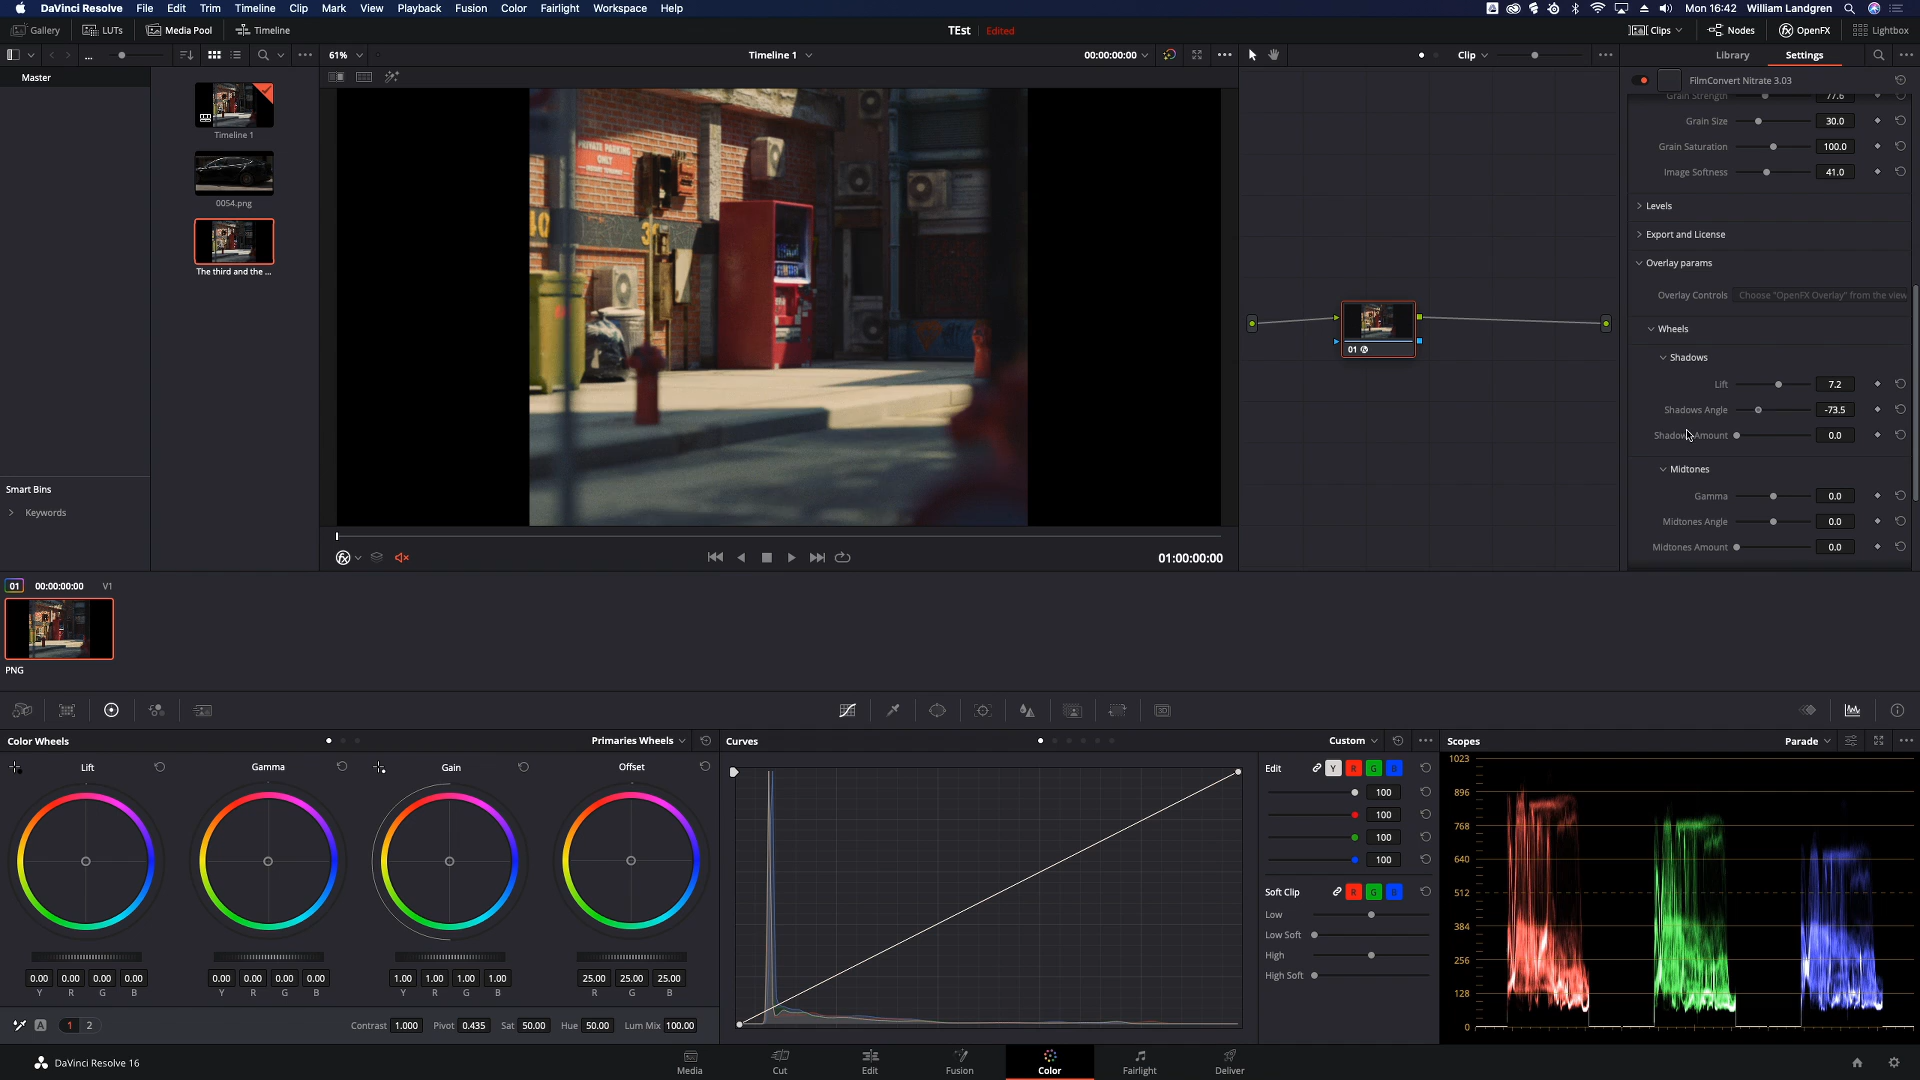 DaVinci Resolve File Edit Trim Timeline Clip Mark View Playback Fusion Color Fairlight Workspace Help Mon 16:42 William Landgren
Gallery LUTs Media Pool Timeline TEst Edited Clips Nodes OpenFX Lightbox
... 61% Timeline 1 00:00:00:00 Clip Library Settings
Master
FilmConvert Nitrate 3.03
Grain Strength 77.6
Grain Size 30.0
Grain Saturation 100.0
Image Softness 41.0
Levels
Export and License
Overlay params
Overlay Controls Choose "OpenFX Overlay" from the view
Wheels
Shadows
Lift 7.2
Shadows Angle -73.5
Shadows Amount 0.0
Midtones
Gamma 0.0
Midtones Angle 0.0
Midtones Amount 0.0
Timeline 1
0054.png
The third and the ...
PRIVATE PARKING
ONLY
01
Smart Bins
Keywords
01:00:00:00
01 00:00:00:00 V1
PNG
Color Wheels Primaries Wheels
Lift Gamma Gain Offset
0.00 0.00 0.00 0.00 0.00 0.00 0.00 0.00 1.00 1.00 1.00 1.00 25.00 25.00 25.00
Y R G B Y R G B Y R G B R G B
A 1 2 Contrast 1.000 Pivot 0.435 Sat 50.00 Hue 50.00 Lum Mix 100.00
Curves Custom
Edit Y R G B
100
100
100
100
Soft Clip R G B
Low
Low Soft
High
High Soft
Scopes Parade
1023
896
768
640
512
384
256
128
0
DaVinci Resolve 16 Media Cut Edit Fusion Color Fairlight Deliver